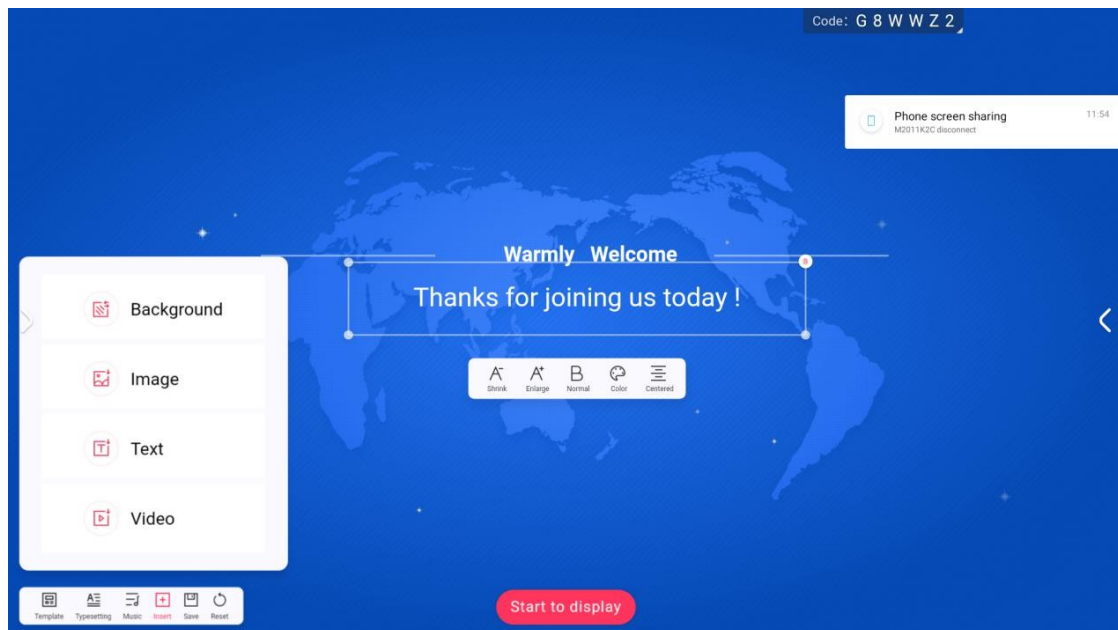 Code: G 8 W W Z 2
Phone screen sharing
11:54
M2011K2C disconnect
Warmly Welcome
Thanks for joining us today !
Background
Image
Text
Video
Shrink Enlarge Normal Color Centered
Template Typesetting Music Insert Save Reset
Start to display